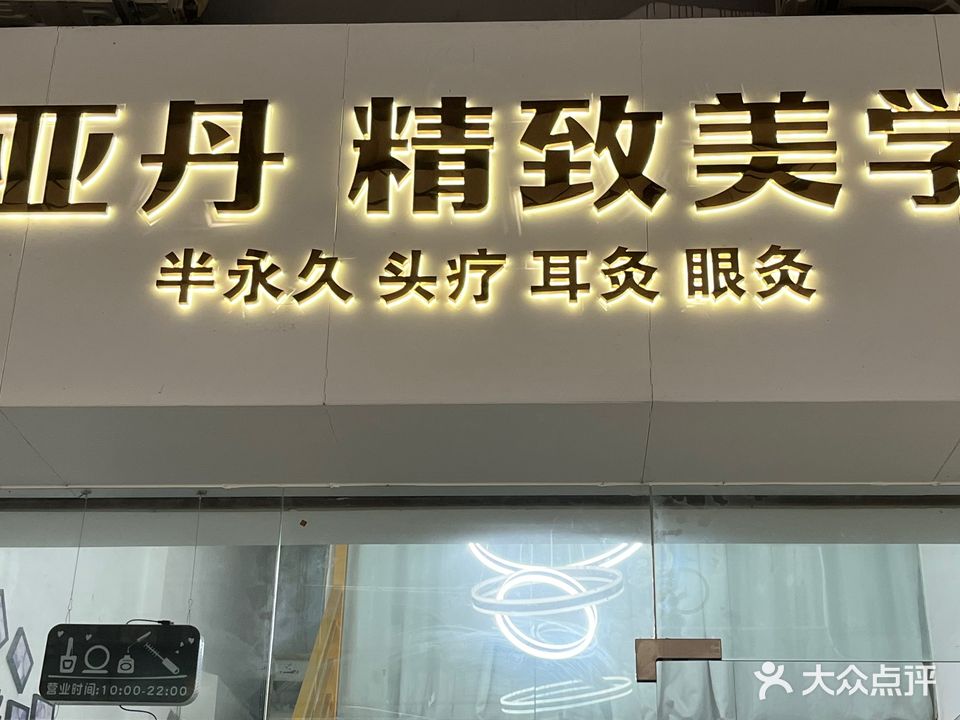 亚丹 精致美学
半永久 头疗 耳灸 眼灸
营业时间:10:00-22:00
大众点评